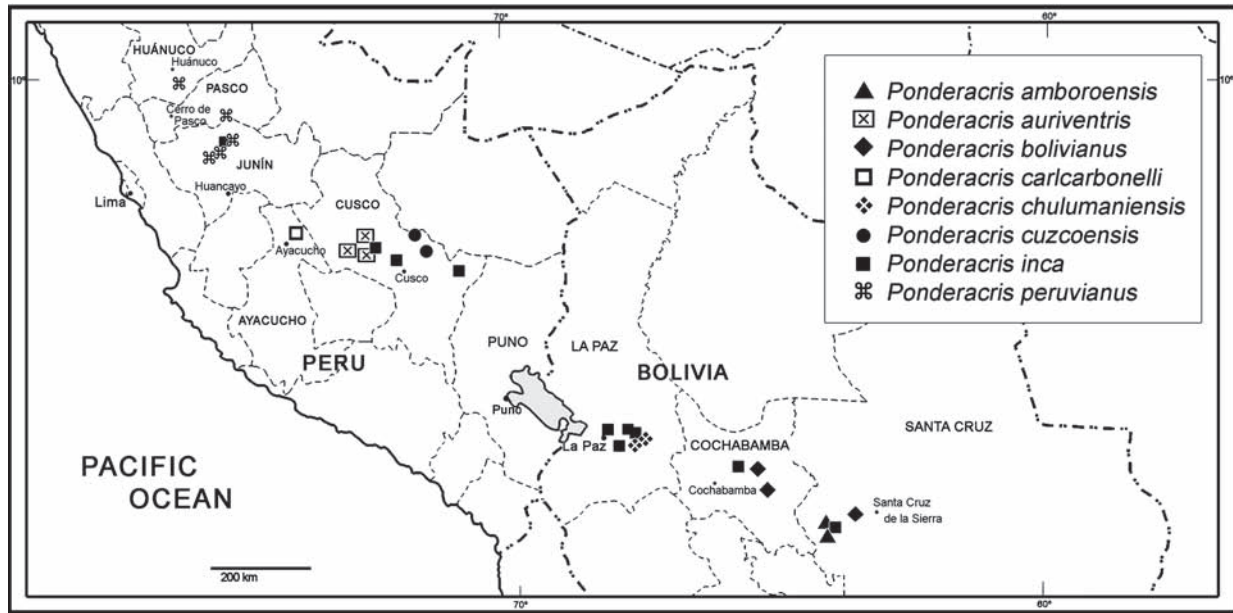 70°
60°
10°
10°
HUÁNUCO
Huánuco
PASCO
Cerro de
Pasco
JUNÍN
Huancayo
Lima
CUSCO
Ayacucho
Cusco
AYACUCHO
PERU
PUNO
Puno
LA PAZ
La Paz
BOLIVIA
COCHABAMBA
Cochabamba
SANTA CRUZ
Santa Cruz
de la Sierra
PACIFIC
OCEAN
200 km
70°
60°
Ponderacris amboroensis
Ponderacris auriventris
Ponderacris bolivianus
Ponderacris carlcarbonelli
Ponderacris chulumaniensis
Ponderacris cuzcoensis
Ponderacris inca
Ponderacris peruvianus